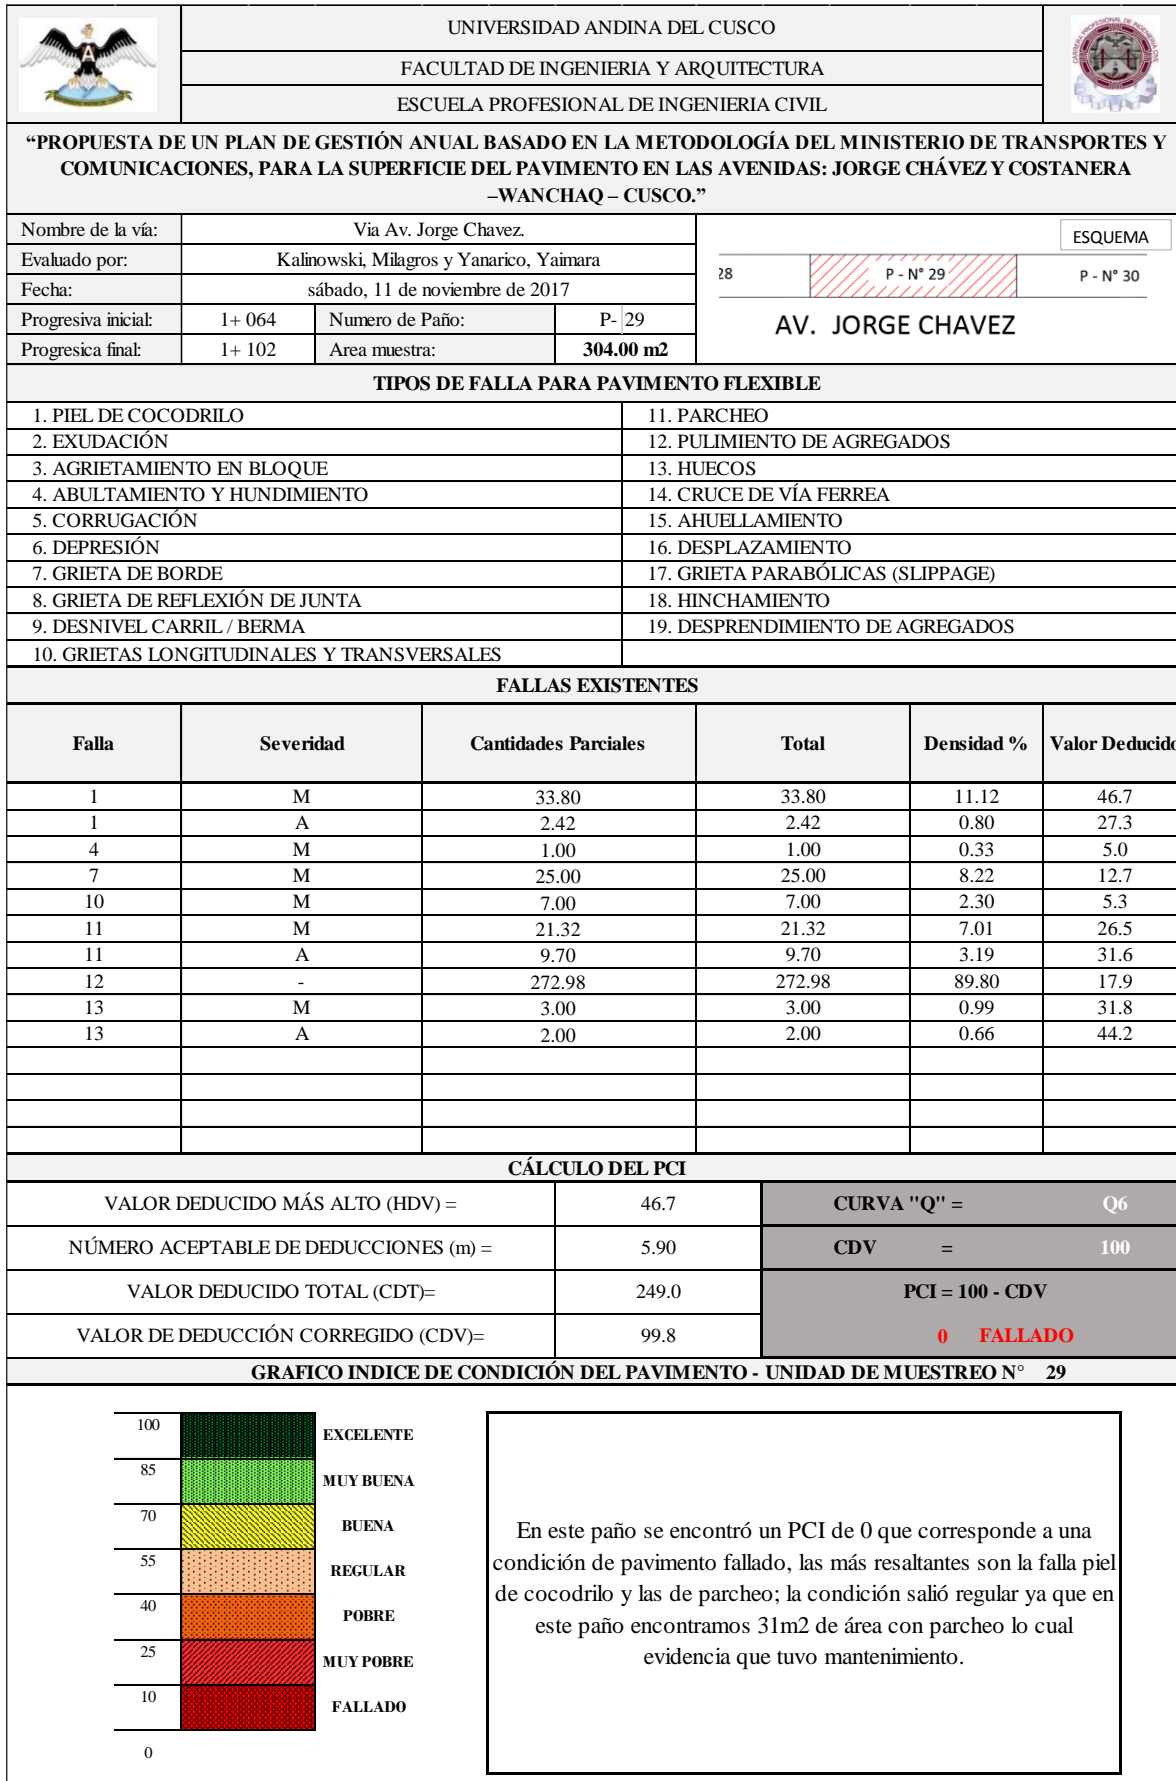 UNIVERSIDAD ANDINA DEL CUSCO
FACULTAD DE INGENIERIA Y ARQUITECTURA
ESCUELA PROFESIONAL DE INGENIERIA CIVIL
“PROPUESTA DE UN PLAN DE GESTIÓN ANUAL BASADO EN LA METODOLOGÍA DEL MINISTERIO DE TRANSPORTES Y
COMUNICACIONES, PARA LA SUPERFICIE DEL PAVIMENTO EN LAS AVENIDAS: JORGE CHÁVEZ Y COSTANERA
–WANCHAQ – CUSCO.”
Nombre de la vía: Via Av. Jorge Chavez.
Evaluado por: Kalinowski, Milagros y Yanarico, Yaimara
Fecha: sábado, 11 de noviembre de 2017
Progresiva inicial: 1+ 064 Numero de Paño: P- 29
Progresica final: 1+ 102 Area muestra: 304.00 m2
ESQUEMA
28 P - N° 29 P - N° 30
AV. JORGE CHAVEZ
TIPOS DE FALLA PARA PAVIMENTO FLEXIBLE
1. PIEL DE COCODRILO 11. PARCHEO
2. EXUDACIÓN 12. PULIMIENTO DE AGREGADOS
3. AGRIETAMIENTO EN BLOQUE 13. HUECOS
4. ABULTAMIENTO Y HUNDIMIENTO 14. CRUCE DE VÍA FERREA
5. CORRUGACIÓN 15. AHUELLAMIENTO
6. DEPRESIÓN 16. DESPLAZAMIENTO
7. GRIETA DE BORDE 17. GRIETA PARABÓLICAS (SLIPPAGE)
8. GRIETA DE REFLEXIÓN DE JUNTA 18. HINCHAMIENTO
9. DESNIVEL CARRIL / BERMA 19. DESPRENDIMIENTO DE AGREGADOS
10. GRIETAS LONGITUDINALES Y TRANSVERSALES
FALLAS EXISTENTES
Falla Severidad Cantidades Parciales Total Densidad % Valor Deducido
1 M 33.80 33.80 11.12 46.7
1 A 2.42 2.42 0.80 27.3
4 M 1.00 1.00 0.33 5.0
7 M 25.00 25.00 8.22 12.7
10 M 7.00 7.00 2.30 5.3
11 M 21.32 21.32 7.01 26.5
11 A 9.70 9.70 3.19 31.6
12 - 272.98 272.98 89.80 17.9
13 M 3.00 3.00 0.99 31.8
13 A 2.00 2.00 0.66 44.2
CÁLCULO DEL PCI
VALOR DEDUCIDO MÁS ALTO (HDV) = 46.7 CURVA "Q" = Q6
NÚMERO ACEPTABLE DE DEDUCCIONES (m) = 5.90 CDV = 100
VALOR DEDUCIDO TOTAL (CDT)= 249.0 PCI = 100 - CDV
VALOR DE DEDUCCIÓN CORREGIDO (CDV)= 99.8 0 FALLADO
GRAFICO INDICE DE CONDICIÓN DEL PAVIMENTO - UNIDAD DE MUESTREO N° 29
100 EXCELENTE
85 MUY BUENA
70 BUENA
55 REGULAR
40 POBRE
25 MUY POBRE
10 FALLADO
0
En este paño se encontró un PCI de 0 que corresponde a una
condición de pavimento fallado, las más resaltantes son la falla piel
de cocodrilo y las de parcheo; la condición salió regular ya que en
este paño encontramos 31m2 de área con parcheo lo cual
evidencia que tuvo mantenimiento.